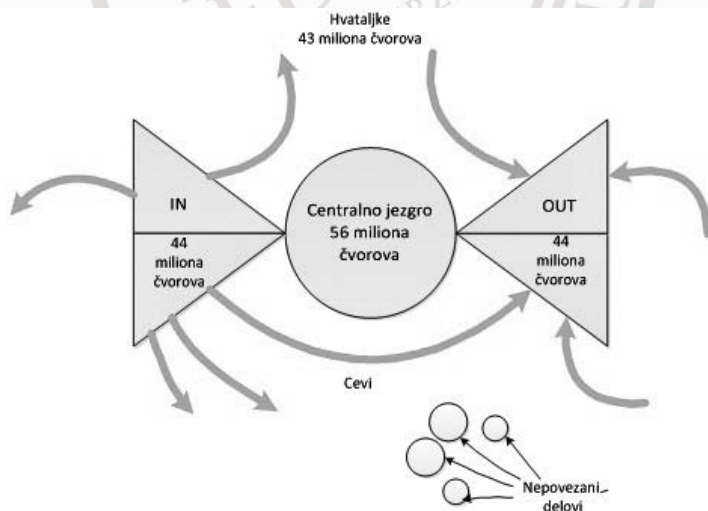 Hvataljke
43 miliona čvorova
IN
44
miliona
čvorova
Centralno jezgro
56 miliona
čvorova
OUT
44
miliona
čvorova
Cevi
Nepovezani
delovi